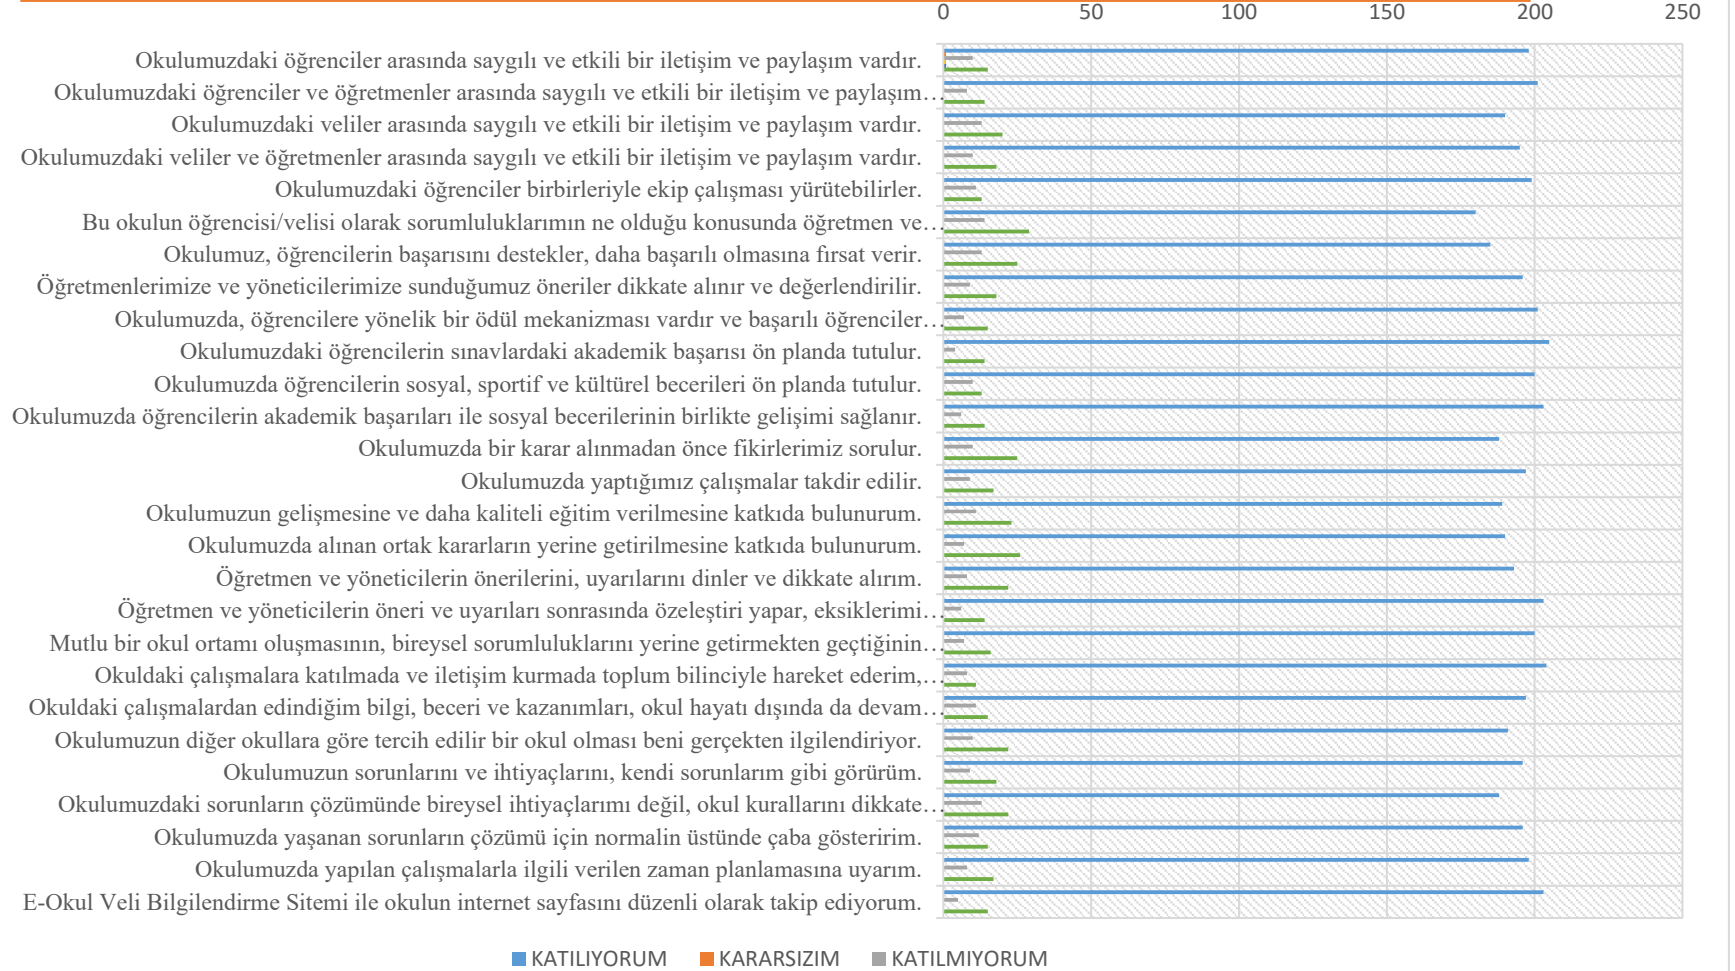 0 50 100 150 200 250
Okulumuzdaki öğrenciler arasında saygılı ve etkili bir iletişim ve paylaşım vardır.
Okulumuzdaki öğrenciler ve öğretmenler arasında saygılı ve etkili bir iletişim ve paylaşım…
Okulumuzdaki veliler arasında saygılı ve etkili bir iletişim ve paylaşım vardır.
Okulumuzdaki veliler ve öğretmenler arasında saygılı ve etkili bir iletişim ve paylaşım vardır.
Okulumuzdaki öğrenciler birbirleriyle ekip çalışması yürütebilirler.
Bu okulun öğrencisi/velisi olarak sorumluluklarımın ne olduğu konusunda öğretmen ve…
Okulumuz, öğrencilerin başarısını destekler, daha başarılı olmasına fırsat verir.
Öğretmenlerimize ve yöneticilerimize sunduğumuz öneriler dikkate alınır ve değerlendirilir.
Okulumuzda, öğrencilere yönelik bir ödül mekanizması vardır ve başarılı öğrenciler…
Okulumuzdaki öğrencilerin sınavlardaki akademik başarısı ön planda tutulur.
Okulumuzda öğrencilerin sosyal, sportif ve kültürel becerileri ön planda tutulur.
Okulumuzda öğrencilerin akademik başarıları ile sosyal becerilerinin birlikte gelişimi sağlanır.
Okulumuzda bir karar alınmadan önce fikirlerimiz sorulur.
Okulumuzda yaptığımız çalışmalar takdir edilir.
Okulumuzun gelişmesine ve daha kaliteli eğitim verilmesine katkıda bulunurum.
Okulumuzda alınan ortak kararların yerine getirilmesine katkıda bulunurum.
Öğretmen ve yöneticilerin önerilerini, uyarılarını dinler ve dikkate alırım.
Öğretmen ve yöneticilerin öneri ve uyarıları sonrasında özeleştiri yapar, eksiklerimi…
Mutlu bir okul ortamı oluşmasının, bireysel sorumluluklarını yerine getirmekten geçtiğinin…
Okuldaki çalışmalara katılmada ve iletişim kurmada toplum bilinciyle hareket ederim,…
Okuldaki çalışmalardan edindiğim bilgi, beceri ve kazanımları, okul hayatı dışında da devam…
Okulumuzun diğer okullara göre tercih edilir bir okul olması beni gerçekten ilgilendiriyor.
Okulumuzun sorunlarını ve ihtiyaçlarını, kendi sorunlarım gibi görürüm.
Okulumuzdaki sorunların çözümünde bireysel ihtiyaçlarımı değil, okul kurallarını dikkate…
Okulumuzda yaşanan sorunların çözümü için normalin üstünde çaba gösteririm.
Okulumuzda yapılan çalışmalarla ilgili verilen zaman planlamasına uyarım.
E-Okul Veli Bilgilendirme Sitemi ile okulun internet sayfasını düzenli olarak takip ediyorum.
KATILIYORUM KARARSIZIM KATILMIYORUM